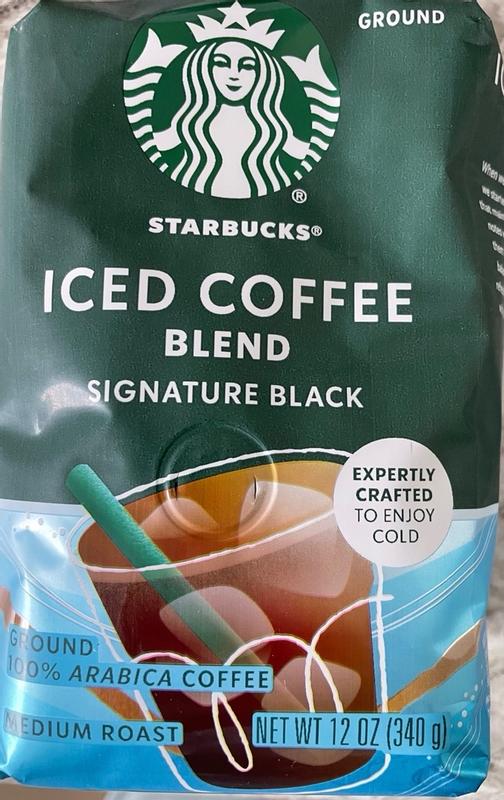 GROUND
STARBUCKS®
ICED COFFEE
BLEND
SIGNATURE BLACK
EXPERTLY
CRAFTED
TO ENJOY
COLD
GROUND
100% ARABICA COFFEE
MEDIUM ROAST
NET WT 12 OZ (340 g)